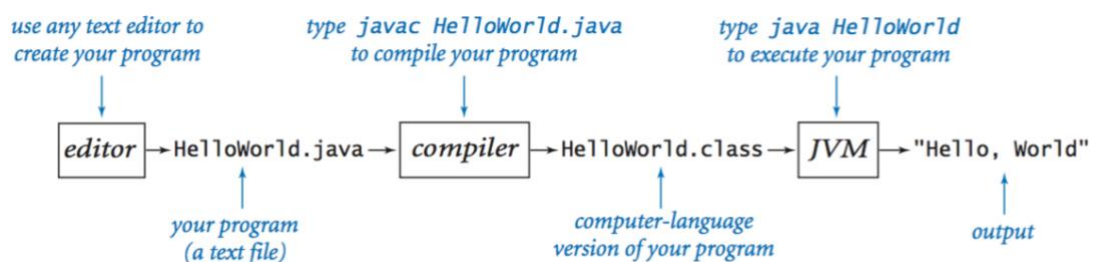 use any text editor to
create your program
type javac HelloWorld.java
to compile your program
type java HelloWorld
to execute your program
editor
HelloWorld.java
compiler
HelloWorld.class
JVM
"Hello, World"
your program
(a text file)
computer-language
version of your program
output